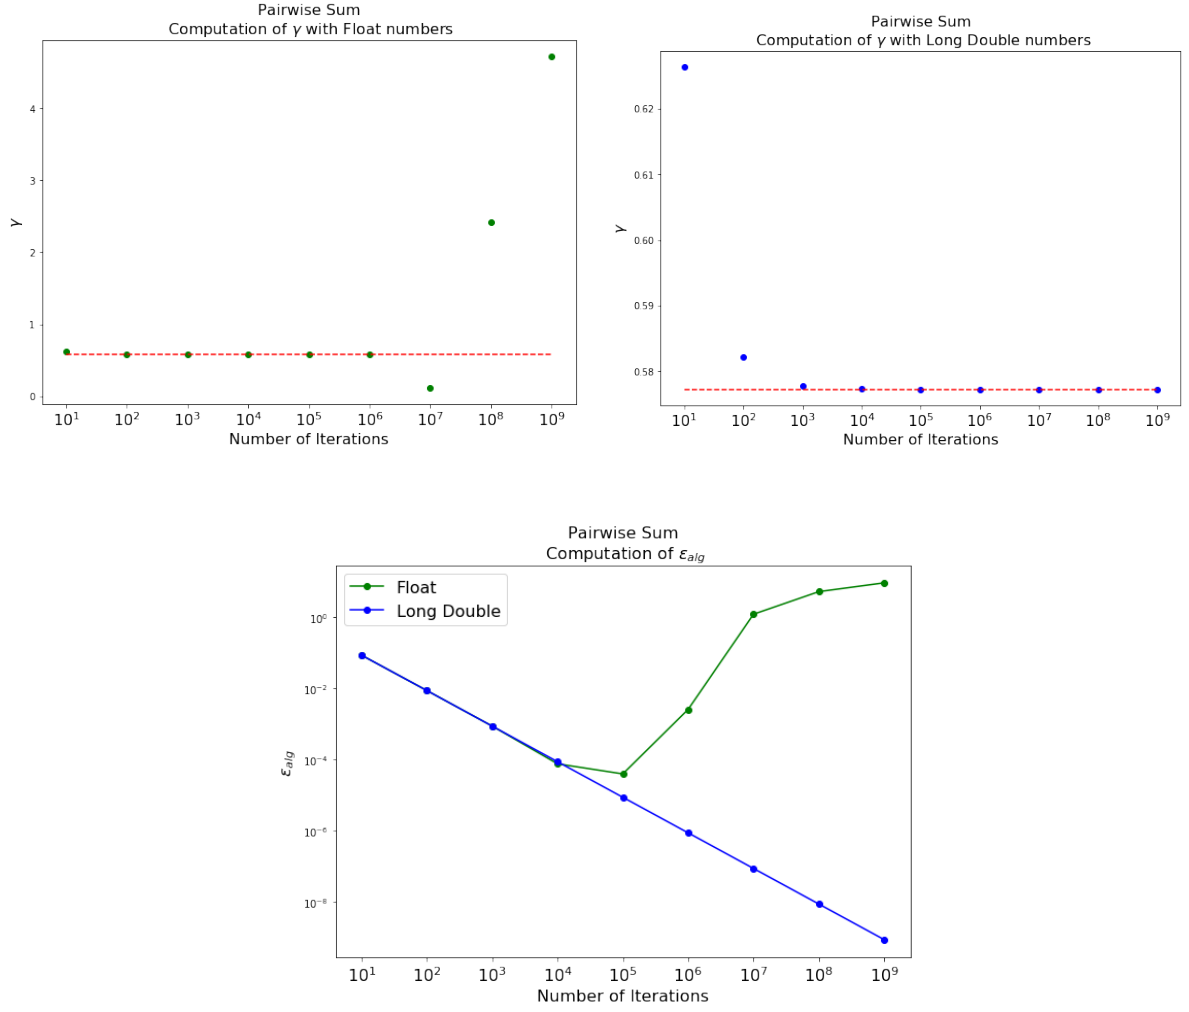 Pairwise Sum
Computation of γ with Float numbers
4
3
2
1
0
γ
10¹ 10² 10³ 10⁴ 10⁵ 10⁶ 10⁷ 10⁸ 10⁹
Number of Iterations
Pairwise Sum
Computation of γ with Long Double numbers
0.62
0.61
0.60
0.59
0.58
γ
10¹ 10² 10³ 10⁴ 10⁵ 10⁶ 10⁷ 10⁸ 10⁹
Number of Iterations
Pairwise Sum
Computation of ε_alg
Float
Long Double
10⁰
10⁻²
10⁻⁴
10⁻⁶
10⁻⁸
ε_alg
10¹ 10² 10³ 10⁴ 10⁵ 10⁶ 10⁷ 10⁸ 10⁹
Number of Iterations